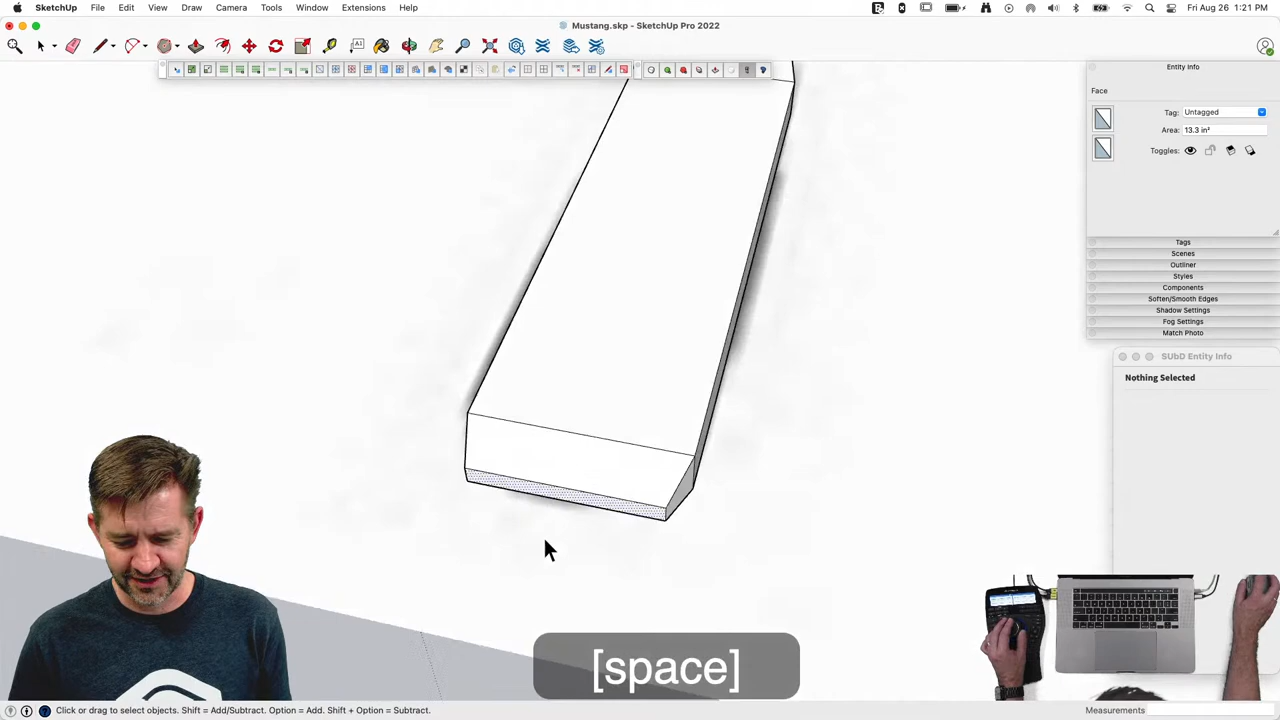 SketchUp File Edit View Draw Camera Tools Window Extensions Help
Fri Aug 26 1:21 PM
Mustang.skp - SketchUp Pro 2022
Entity Info
Face
Tag: Untagged
Area: 13.3 in²
Toggles:
Tags
Scenes
Outliner
Styles
Components
Soften/Smooth Edges
Shadow Settings
Fog Settings
Match Photo
SUbD Entity Info
Nothing Selected
[space]
Click or drag to select objects. Shift = Add/Subtract. Option = Add. Shift + Option = Subtract.
Measurements